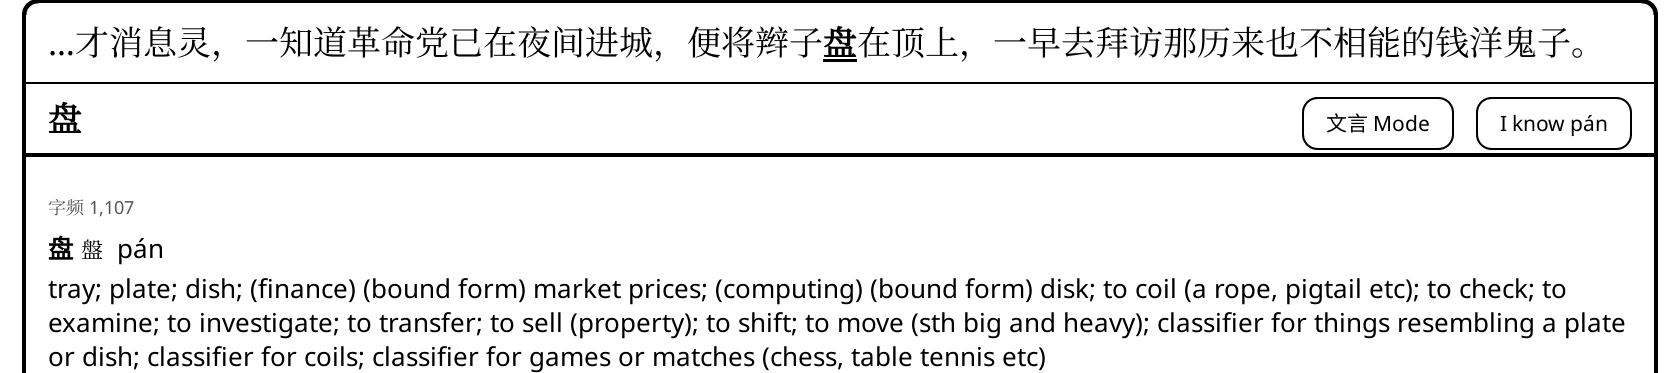 ...才消息灵，一知道革命党已在夜间进城，便将辫子盘在顶上，一早去拜访那历来也不相能的钱洋鬼子。
盘
文言 Mode
I know pán
字频 1,107
盘 盤 pán
tray; plate; dish; (finance) (bound form) market prices; (computing) (bound form) disk; to coil (a rope, pigtail etc); to check; to
examine; to investigate; to transfer; to sell (property); to shift; to move (sth big and heavy); classifier for things resembling a plate
or dish; classifier for coils; classifier for games or matches (chess, table tennis etc)